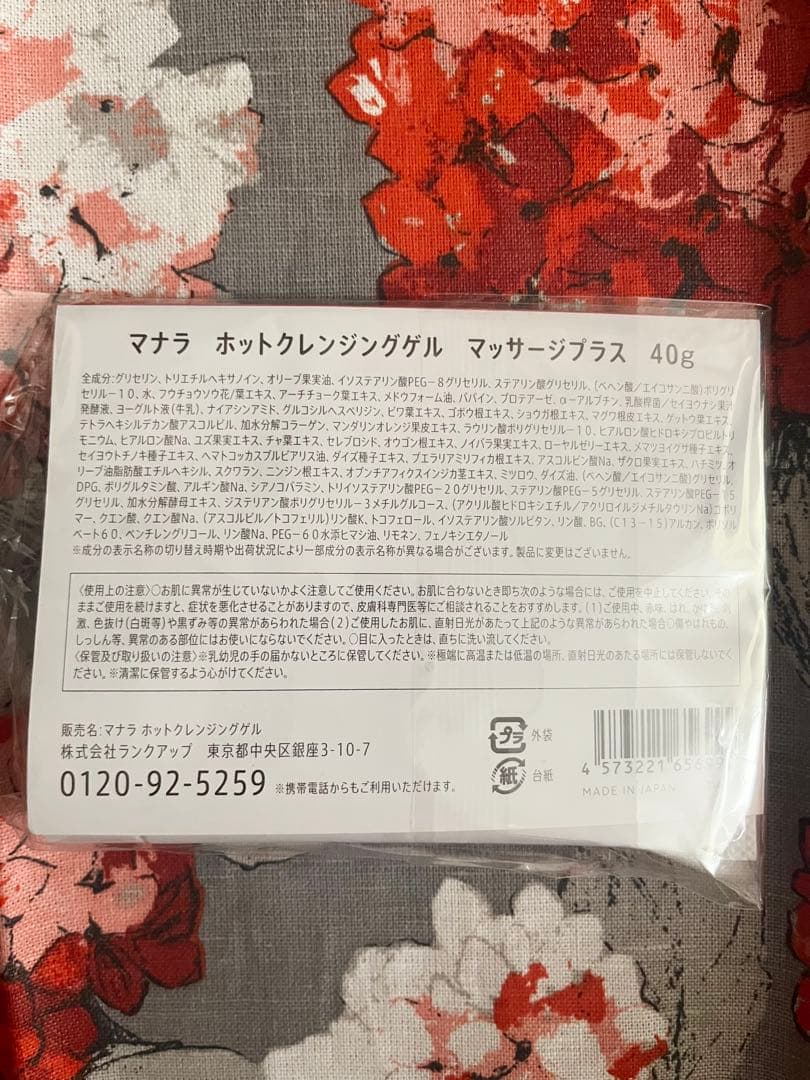 マナラ　ホットクレンジングゲル　マッサージプラス　40g
全成分:グリセリン、トリエチルヘキサノイン、オリーブ果実油、イソステアリン酸PEG－8グリセリル、ステアリン酸グリセリル、(ベヘン酸／エイコサン二酸)ポリグリ
セリル－10、水、フウチョウソウ花/葉エキス、アーチチョーク葉エキス、メドウフォーム油、パパイン、プロテアーゼ、α－アルブチン、乳酸桿菌／セイヨウナシ果汁
発酵液、ヨーグルト液(牛乳)、ナイアシンアミド、グルコシルヘスペリジン、ビワ葉エキス、ゴボウ根エキス、ショウガ根エキス、マグワ根皮エキス、ゲットウ葉エキス、
テトラヘキシルデカン酸アスコルビル、加水分解コラーゲン、マンダリンオレンジ果皮エキス、ラウリン酸ポリグリセリル－10、ヒアルロン酸ヒドロキシプロピルトリ
モニウム、ヒアルロン酸Na、ユズ果実エキス、チャ葉エキス、セレブロシド、オウゴン根エキス、ノイバラ果実エキス、ローヤルゼリーエキス、メマツヨイグサ種子エキス、
セイヨウトチノキ種子エキス、ヘマトコッカスプルビアリス油、ダイズ種子エキス、プエラリアミリフィカ根エキス、アスコルビン酸Na、ザクロ果実エキス、ハチミツ、オ
リーブ油脂肪酸エチルヘキシル、スクワラン、ニンジン根エキス、オプンチアフィクスインジカ茎エキス、ミツロウ、ダイズ油、(ベヘン酸／エイコサン二酸)グリセリル、
DPG、ポリグルタミン酸、アルギン酸Na、シアノコバラミン、トリイソステアリン酸PEG－20グリセリル、ステアリン酸PEG－5グリセリル、ステアリン酸PEG－15
グリセリル、加水分解酵母エキス、ジステアリン酸ポリグリセリル－3メチルグルコース、(アクリル酸ヒドロキシエチル／アクリロイルジメチルタウリンNa)コポリ
マー、クエン酸、クエン酸Na、(アスコルビル／トコフェリル)リン酸K、トコフェロール、イソステアリン酸ソルビタン、リン酸、BG、(C13－15)アルカン、ポリソル
ベート60、ペンチレングリコール、リン酸Na、PEG－60水添ヒマシ油、リモネン、フェノキシエタノール
※成分の表示名称の切り替え時期や出荷状況により一部成分の表示名称が異なる場合がございます。製品に変更はございません。
〈使用上の注意〉○お肌に異常が生じていないかよく注意してご使用ください。お肌に合わないとき即ち次のような場合には、ご使用を中止してください。その
ままご使用を続けますと、症状を悪化させることがありますので、皮膚科専門医等にご相談されることをおすすめします。(1)ご使用中、赤味、はれ、かゆみ、刺
激、色抜け(白斑等)や黒ずみ等の異常があらわれた場合(2)ご使用したお肌に、直射日光があたって上記のような異常があらわれた場合○傷やはれもの、
しっしん等、異常のある部位にはお使いにならないでください。○目に入ったときは、直ちに洗い流してください。
〈保管及び取り扱いの注意〉※乳幼児の手の届かないところに保管してください。※極端に高温または低温の場所、直射日光のあたる場所には保管しないでく
ださい。※清潔に保管するよう心がけてください。
販売名:マナラ ホットクレンジングゲル
株式会社ランクアップ　東京都中央区銀座3-10-7
0120-92-5259 ※携帯電話からもご利用いただけます。
プラ 外袋
紙 台紙
4 573221 65699
MADE IN JAPAN